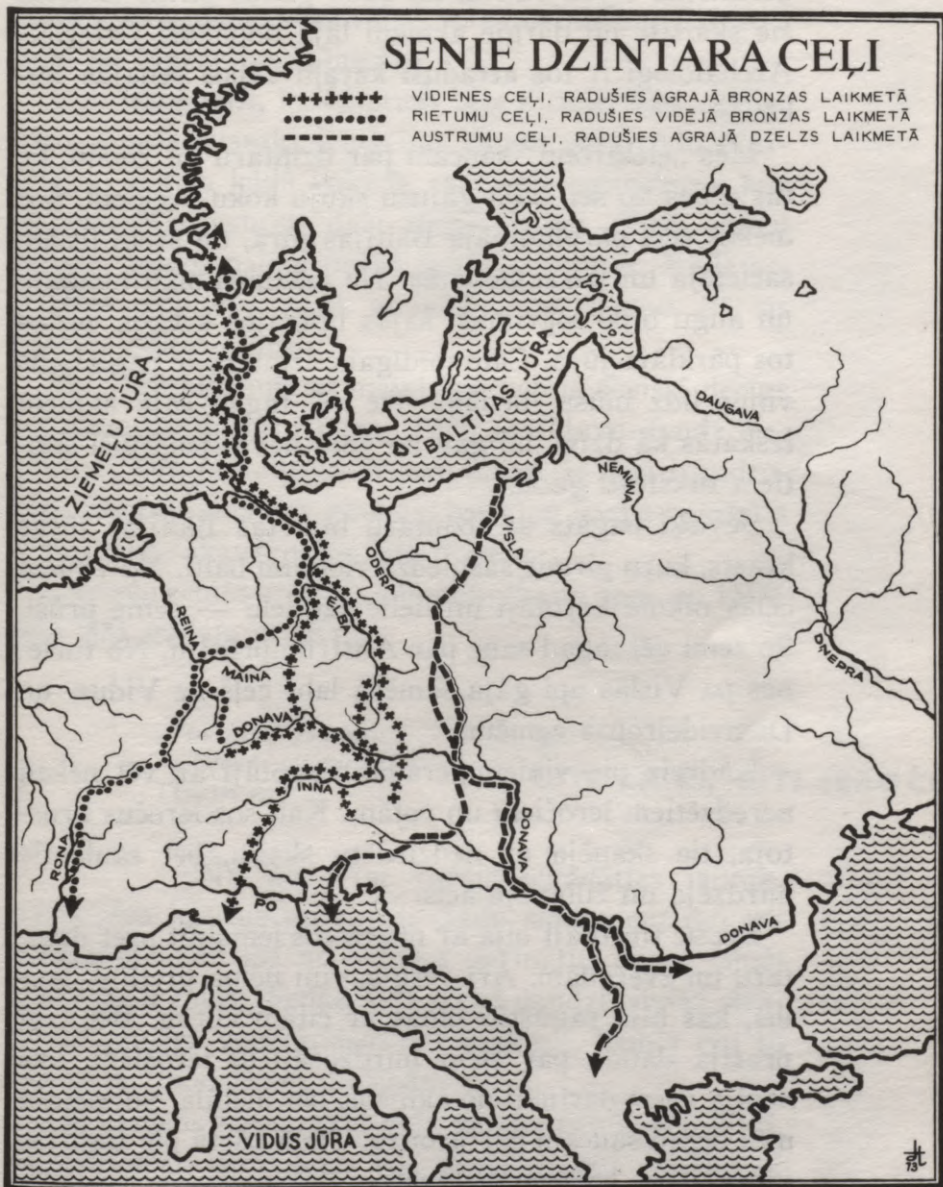 SENIE DZINTARA CEĻI
VIDIENES CEĻI, RADUŠIES AGRAJĀ BRONZAS LAIKMETĀ
RIETUMU CEĻI, RADUŠIES VIDĒJĀ BRONZAS LAIKMETĀ
AUSTRUMU CEĻI, RADUŠIES AGRAJĀ DZELZS LAIKMETĀ
ZIEMEĻU JŪRA
BALTIJAS JŪRA
DAUGAVA
NEMUNA
VISLA
ODERA
ELBA
REINA
MAINA
DNEPRA
DONAVA
INNA
DONAVA
RONA
PO
DONAVA
VIDUS JŪRA
73